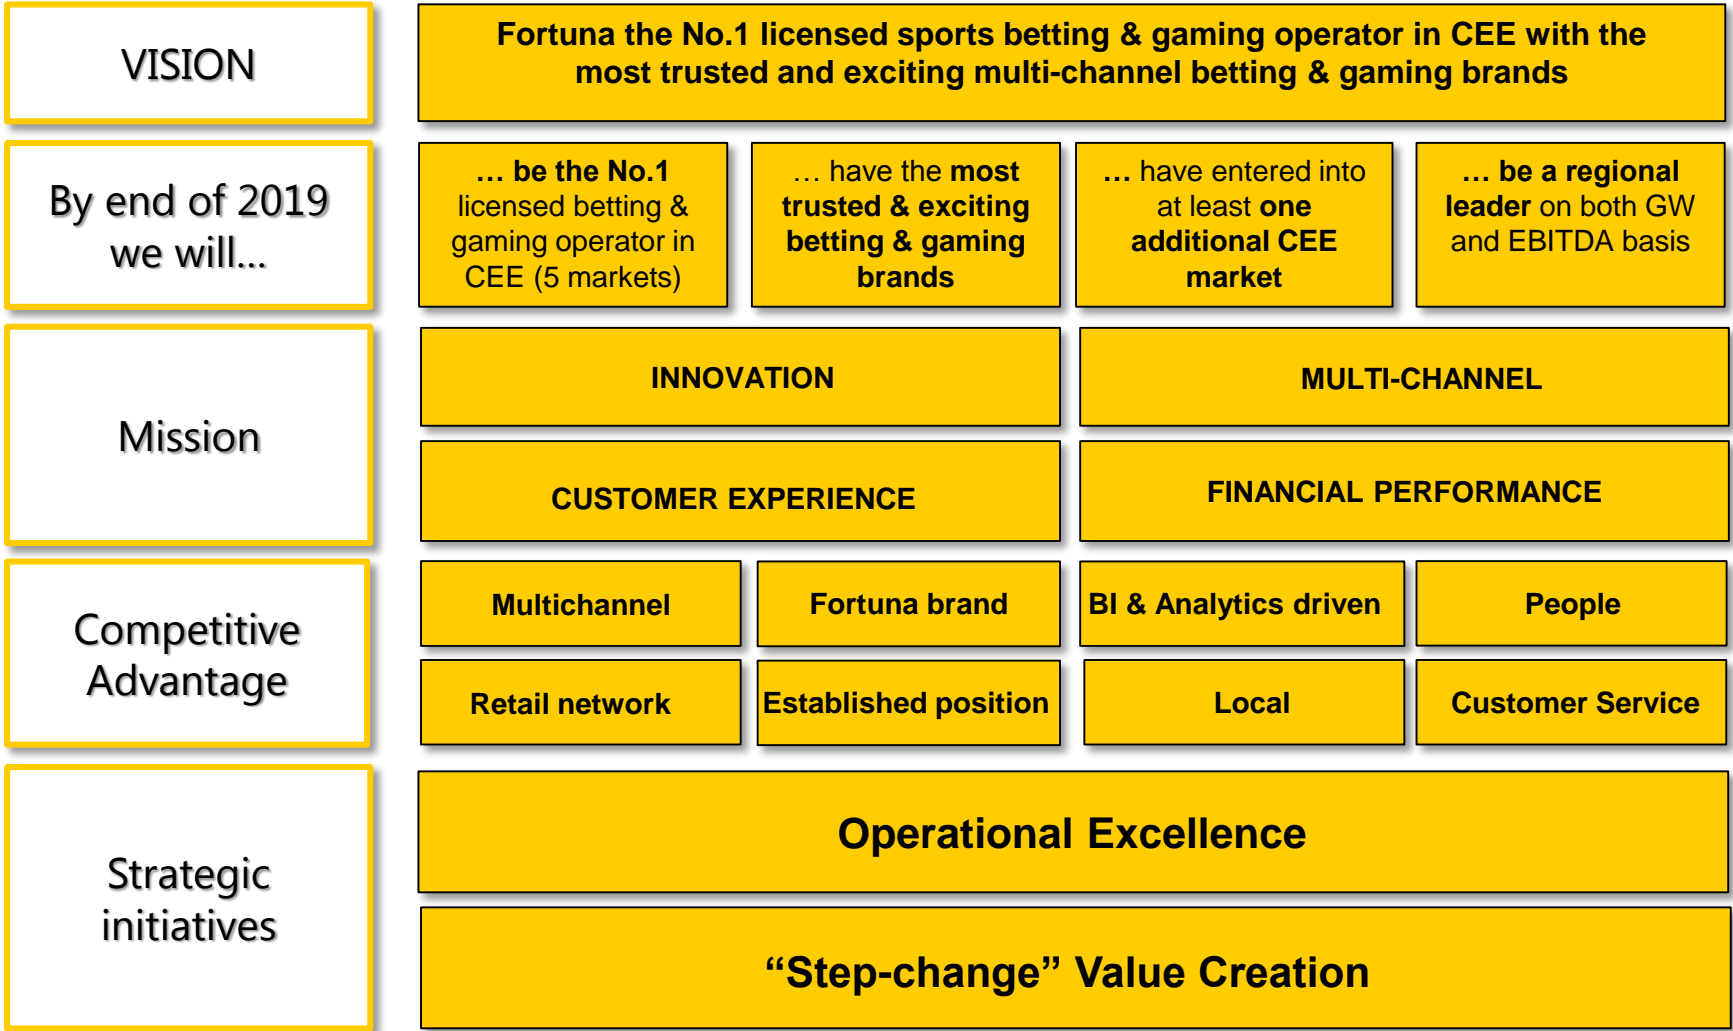 VISION
Fortuna the No.1 licensed sports betting & gaming operator in CEE with the
most trusted and exciting multi-channel betting & gaming brands
By end of 2019
we will...
... be the No.1
licensed betting &
gaming operator in
CEE (5 markets)
... have the most
trusted & exciting
betting & gaming
brands
... have entered into
at least one
additional CEE
market
... be a regional
leader on both GW
and EBITDA basis
Mission
INNOVATION
MULTI-CHANNEL
CUSTOMER EXPERIENCE
FINANCIAL PERFORMANCE
Competitive
Advantage
Multichannel
Fortuna brand
BI & Analytics driven
People
Retail network
Established position
Local
Customer Service
Strategic
initiatives
Operational Excellence
“Step-change” Value Creation